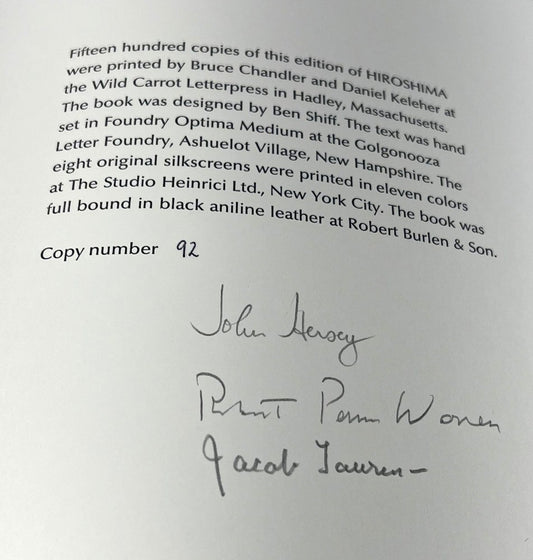 Fifteen hundred copies of this edition of HIROSHIMA
were printed by Bruce Chandler and Daniel Keleher at
the Wild Carrot Letterpress in Hadley, Massachusetts.
The book was designed by Ben Shiff. The text was hand
set in Foundry Optima Medium at the Golgonooza
Letter Foundry, Ashuelot Village, New Hampshire. The
eight original silkscreens were printed in eleven colors
at The Studio Heinrici Ltd., New York City. The book was
full bound in black aniline leather at Robert Burlen & Son.
Copy number 92
John Hersey
Robert Penn Warren
Jacob Lawrence